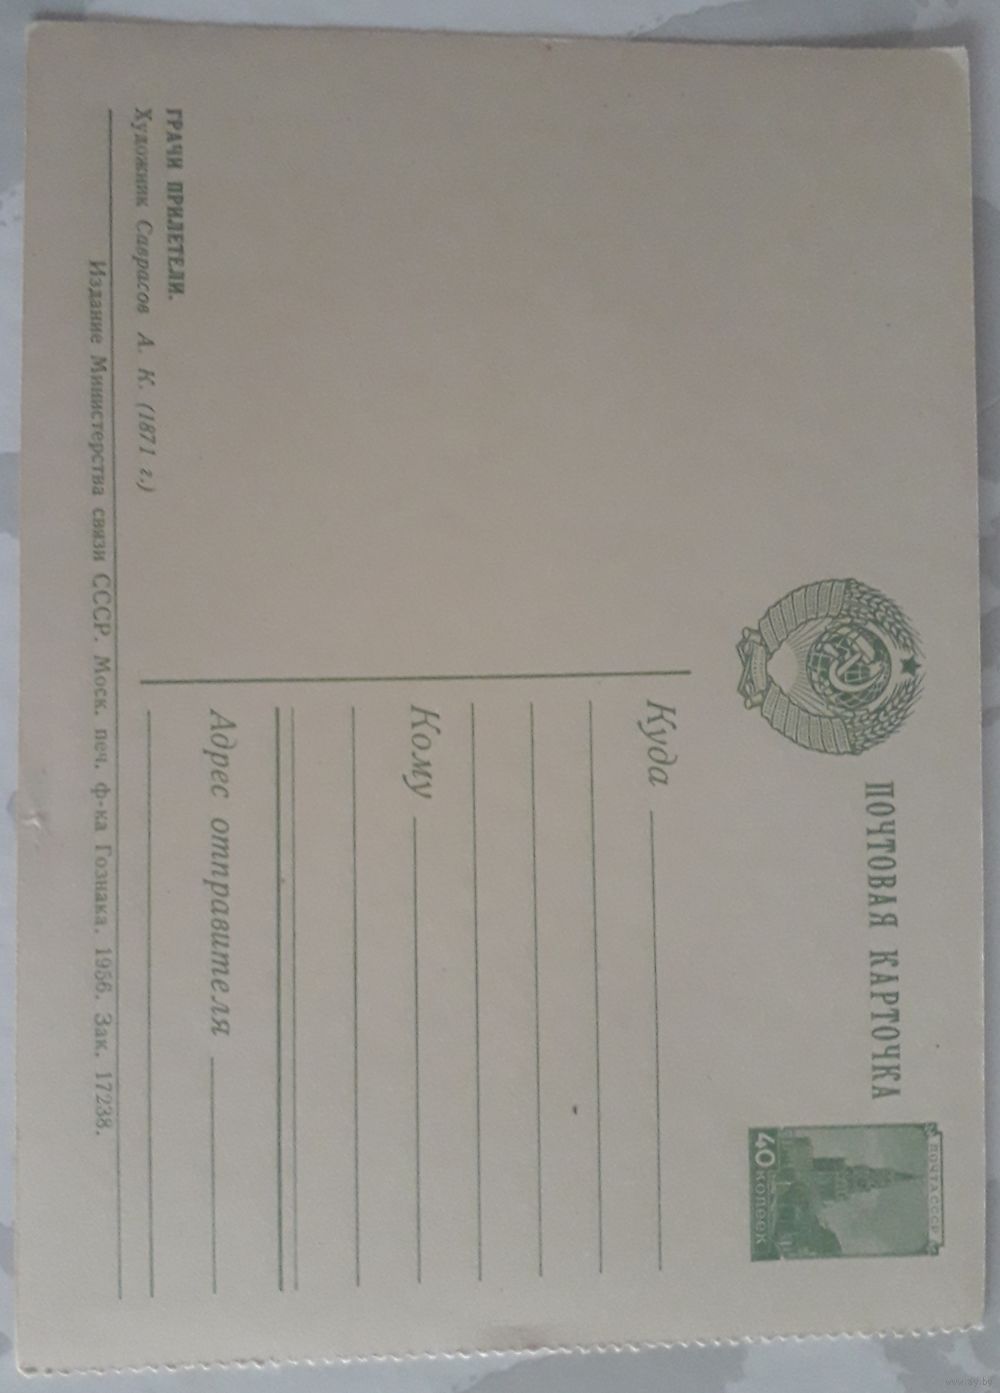 ПОЧТОВАЯ КАРТОЧКА
ПОЧТА СССР
40 КОПЕЕК
Куда
Кому
Адрес отправителя
ГРАЧИ ПРИЛЕТЕЛИ.
Художник Саврасов А. К. (1871 г.)
Издание Министерства связи СССР. Моск. печ. ф-ка Гознака. 1956. Зак. 17238.